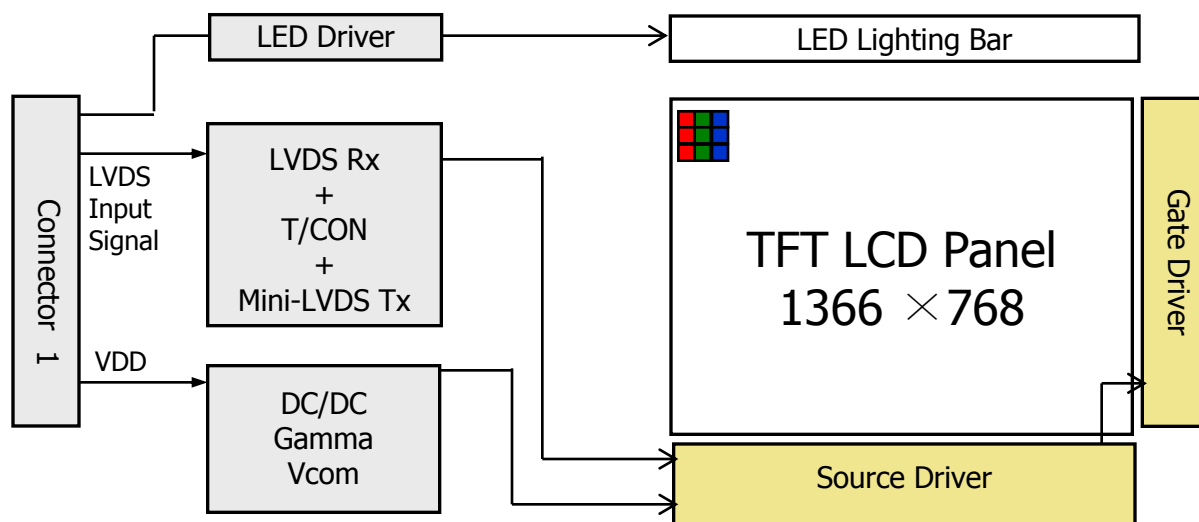 LED Driver
LED Lighting Bar
Connector 1
LVDS
Input
Signal
LVDS Rx
+
T/CON
+
Mini-LVDS Tx
TFT LCD Panel
1366 ×768
Gate Driver
VDD
DC/DC
Gamma
Vcom
Source Driver